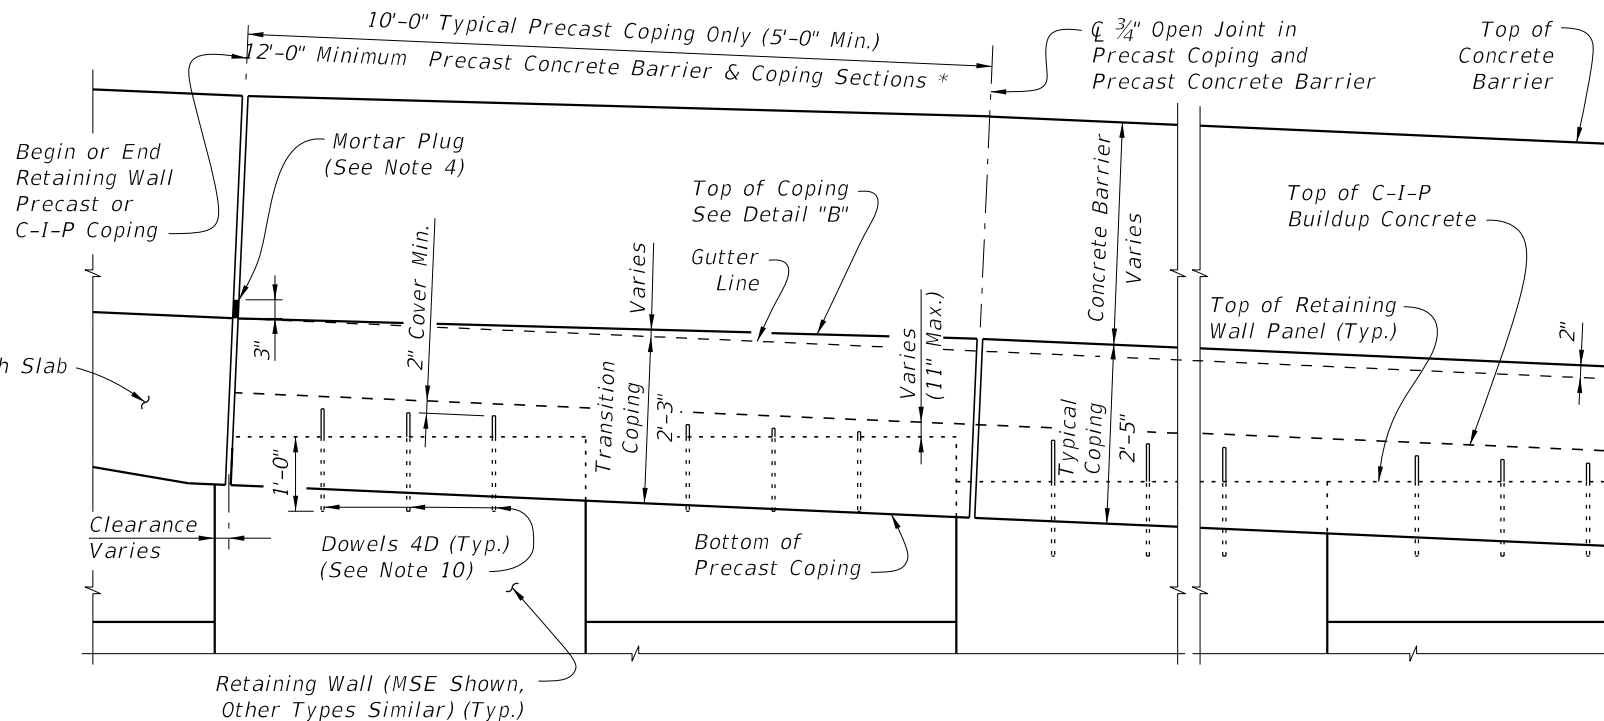 10'-0" Typical Precast Coping Only (5'-0" Min.)
12'-0" Minimum Precast Concrete Barrier & Coping Sections *
℄ ¾" Open Joint in
Precast Coping and
Precast Concrete Barrier
Top of
Concrete
Barrier
Begin or End
Retaining Wall
Precast or
C-I-P Coping
Mortar Plug
(See Note 4)
Top of Coping
See Detail "B"
Gutter
Line
Concrete Barrier
Varies
Top of C-I-P
Buildup Concrete
Top of Retaining
Wall Panel (Typ.)
2"
3"
2" Cover Min.
Varies
Varies
(11" Max.)
h Slab
Transition
Coping
2'-3"
Typical
Coping
2'-5"
1'-0"
Clearance
Varies
Dowels 4D (Typ.)
(See Note 10)
Bottom of
Precast Coping
Retaining Wall (MSE Shown,
Other Types Similar) (Typ.)